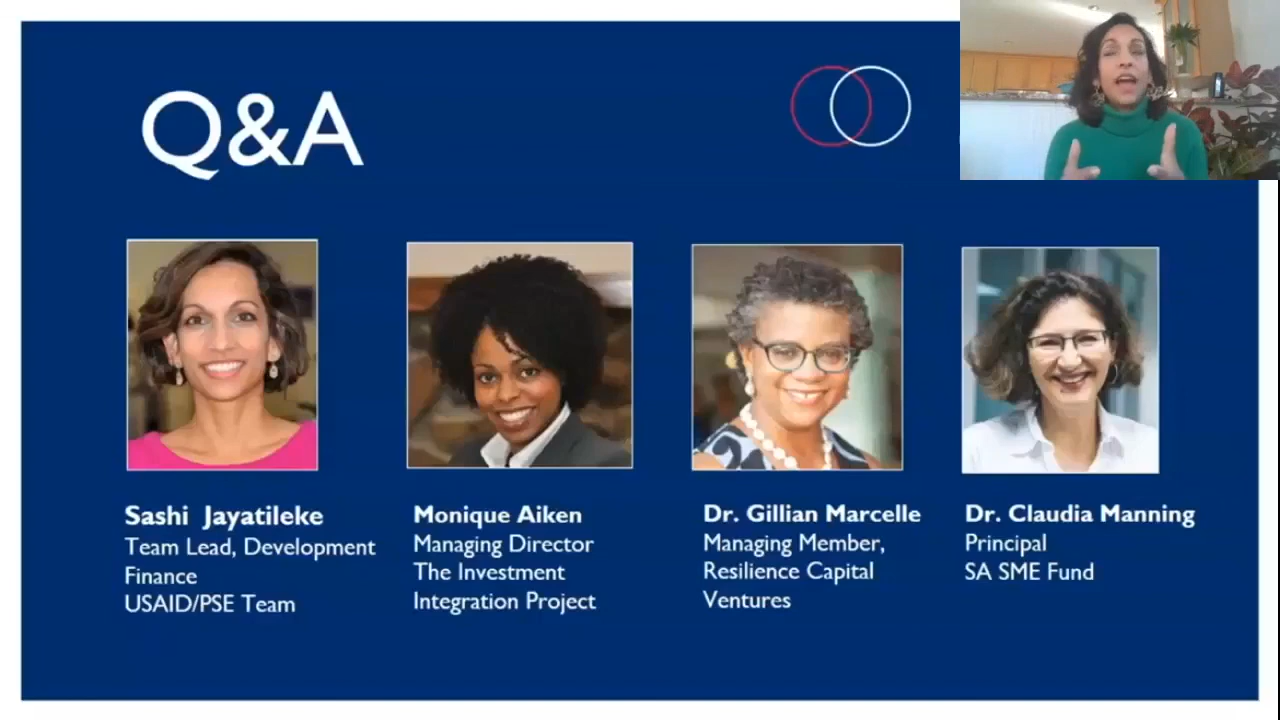 Q&A
Sashi Jayatileke
Team Lead, Development
Finance
USAID/PSE Team
Monique Aiken
Managing Director
The Investment
Integration Project
Dr. Gillian Marcelle
Managing Member,
Resilience Capital
Ventures
Dr. Claudia Manning
Principal
SA SME Fund